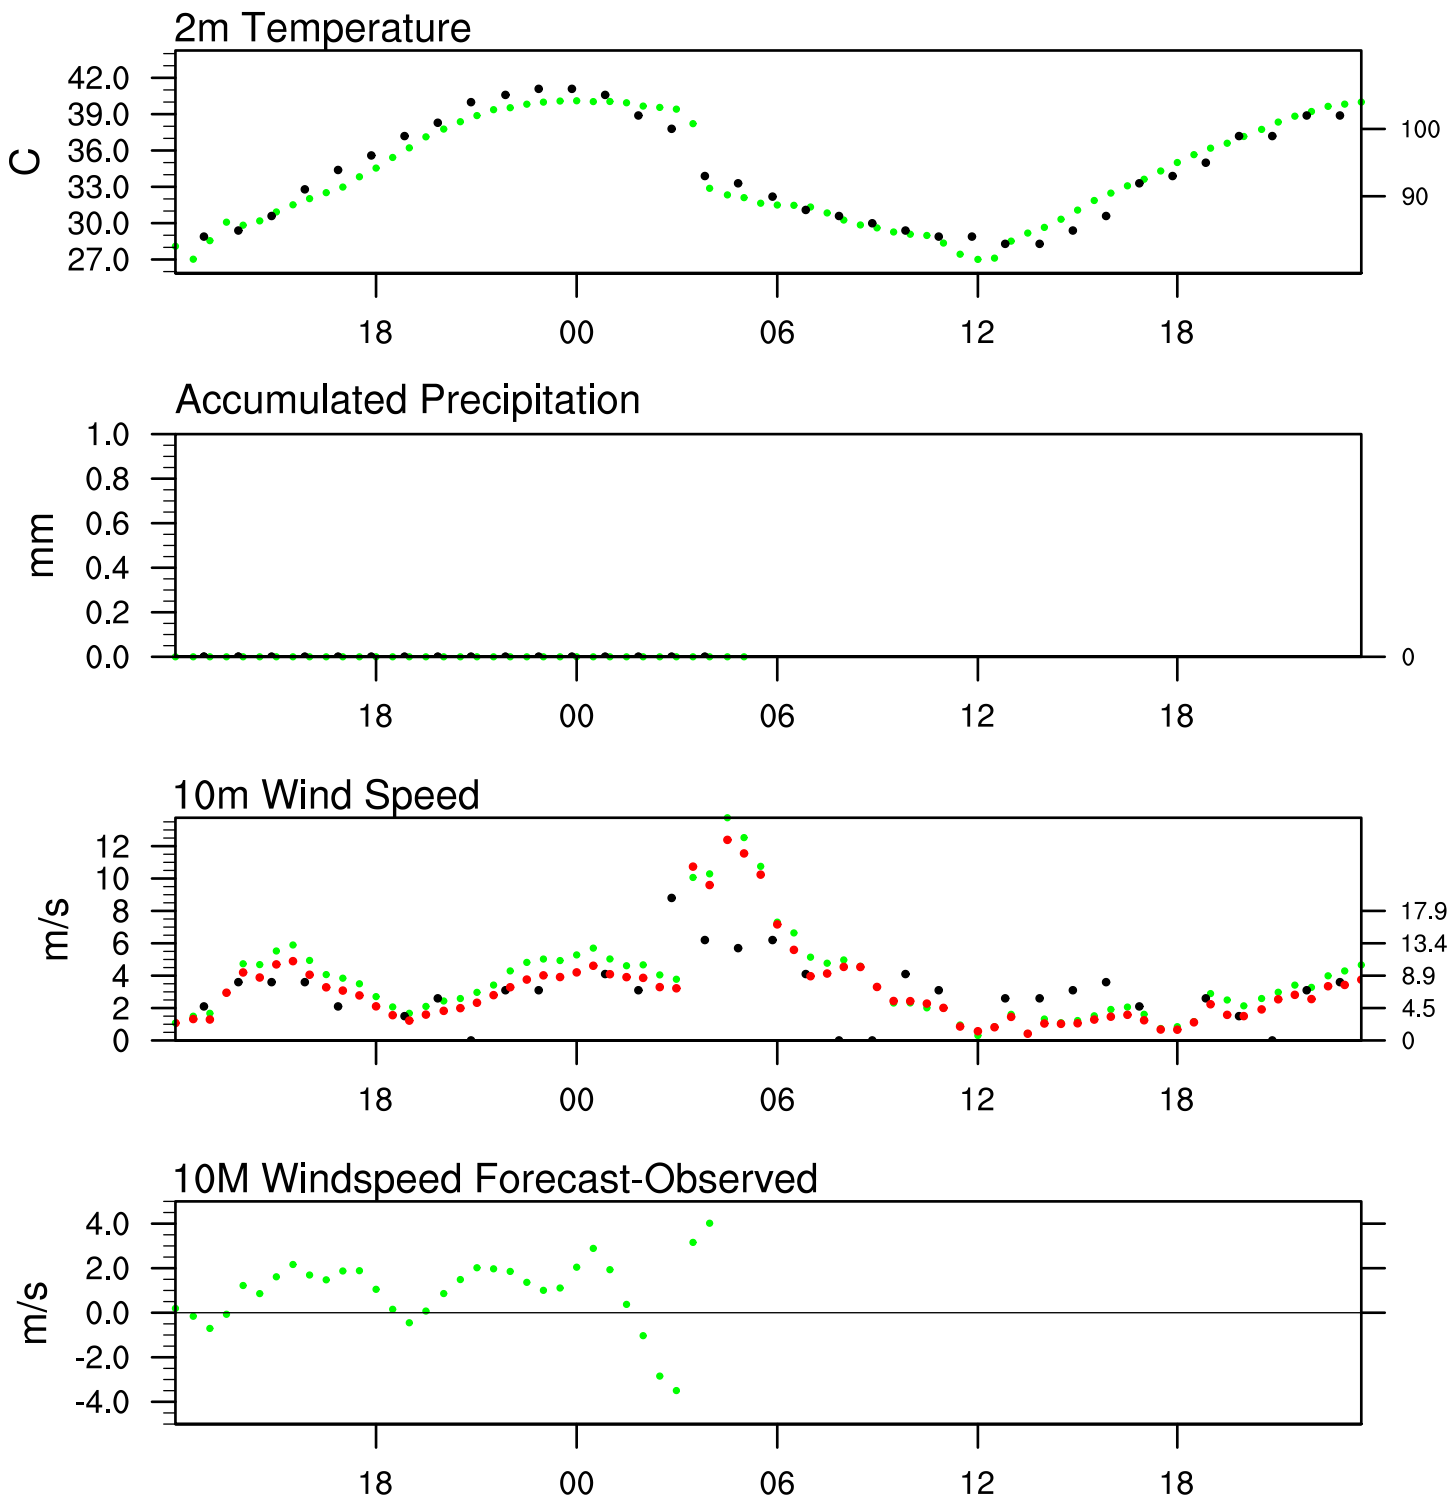 2m Temperature
42.0
39.0
36.0
33.0
30.0
27.0
C
100
90
18 00 06 12 18
Accumulated Precipitation
1.0
0.8
0.6
0.4
0.2
0.0
mm
0
18 00 06 12 18
10m Wind Speed
12
10
8
6
4
2
0
m/s
17.9
13.4
8.9
4.5
0
18 00 06 12 18
10M Windspeed Forecast-Observed
4.0
2.0
0.0
-2.0
-4.0
m/s
18 00 06 12 18